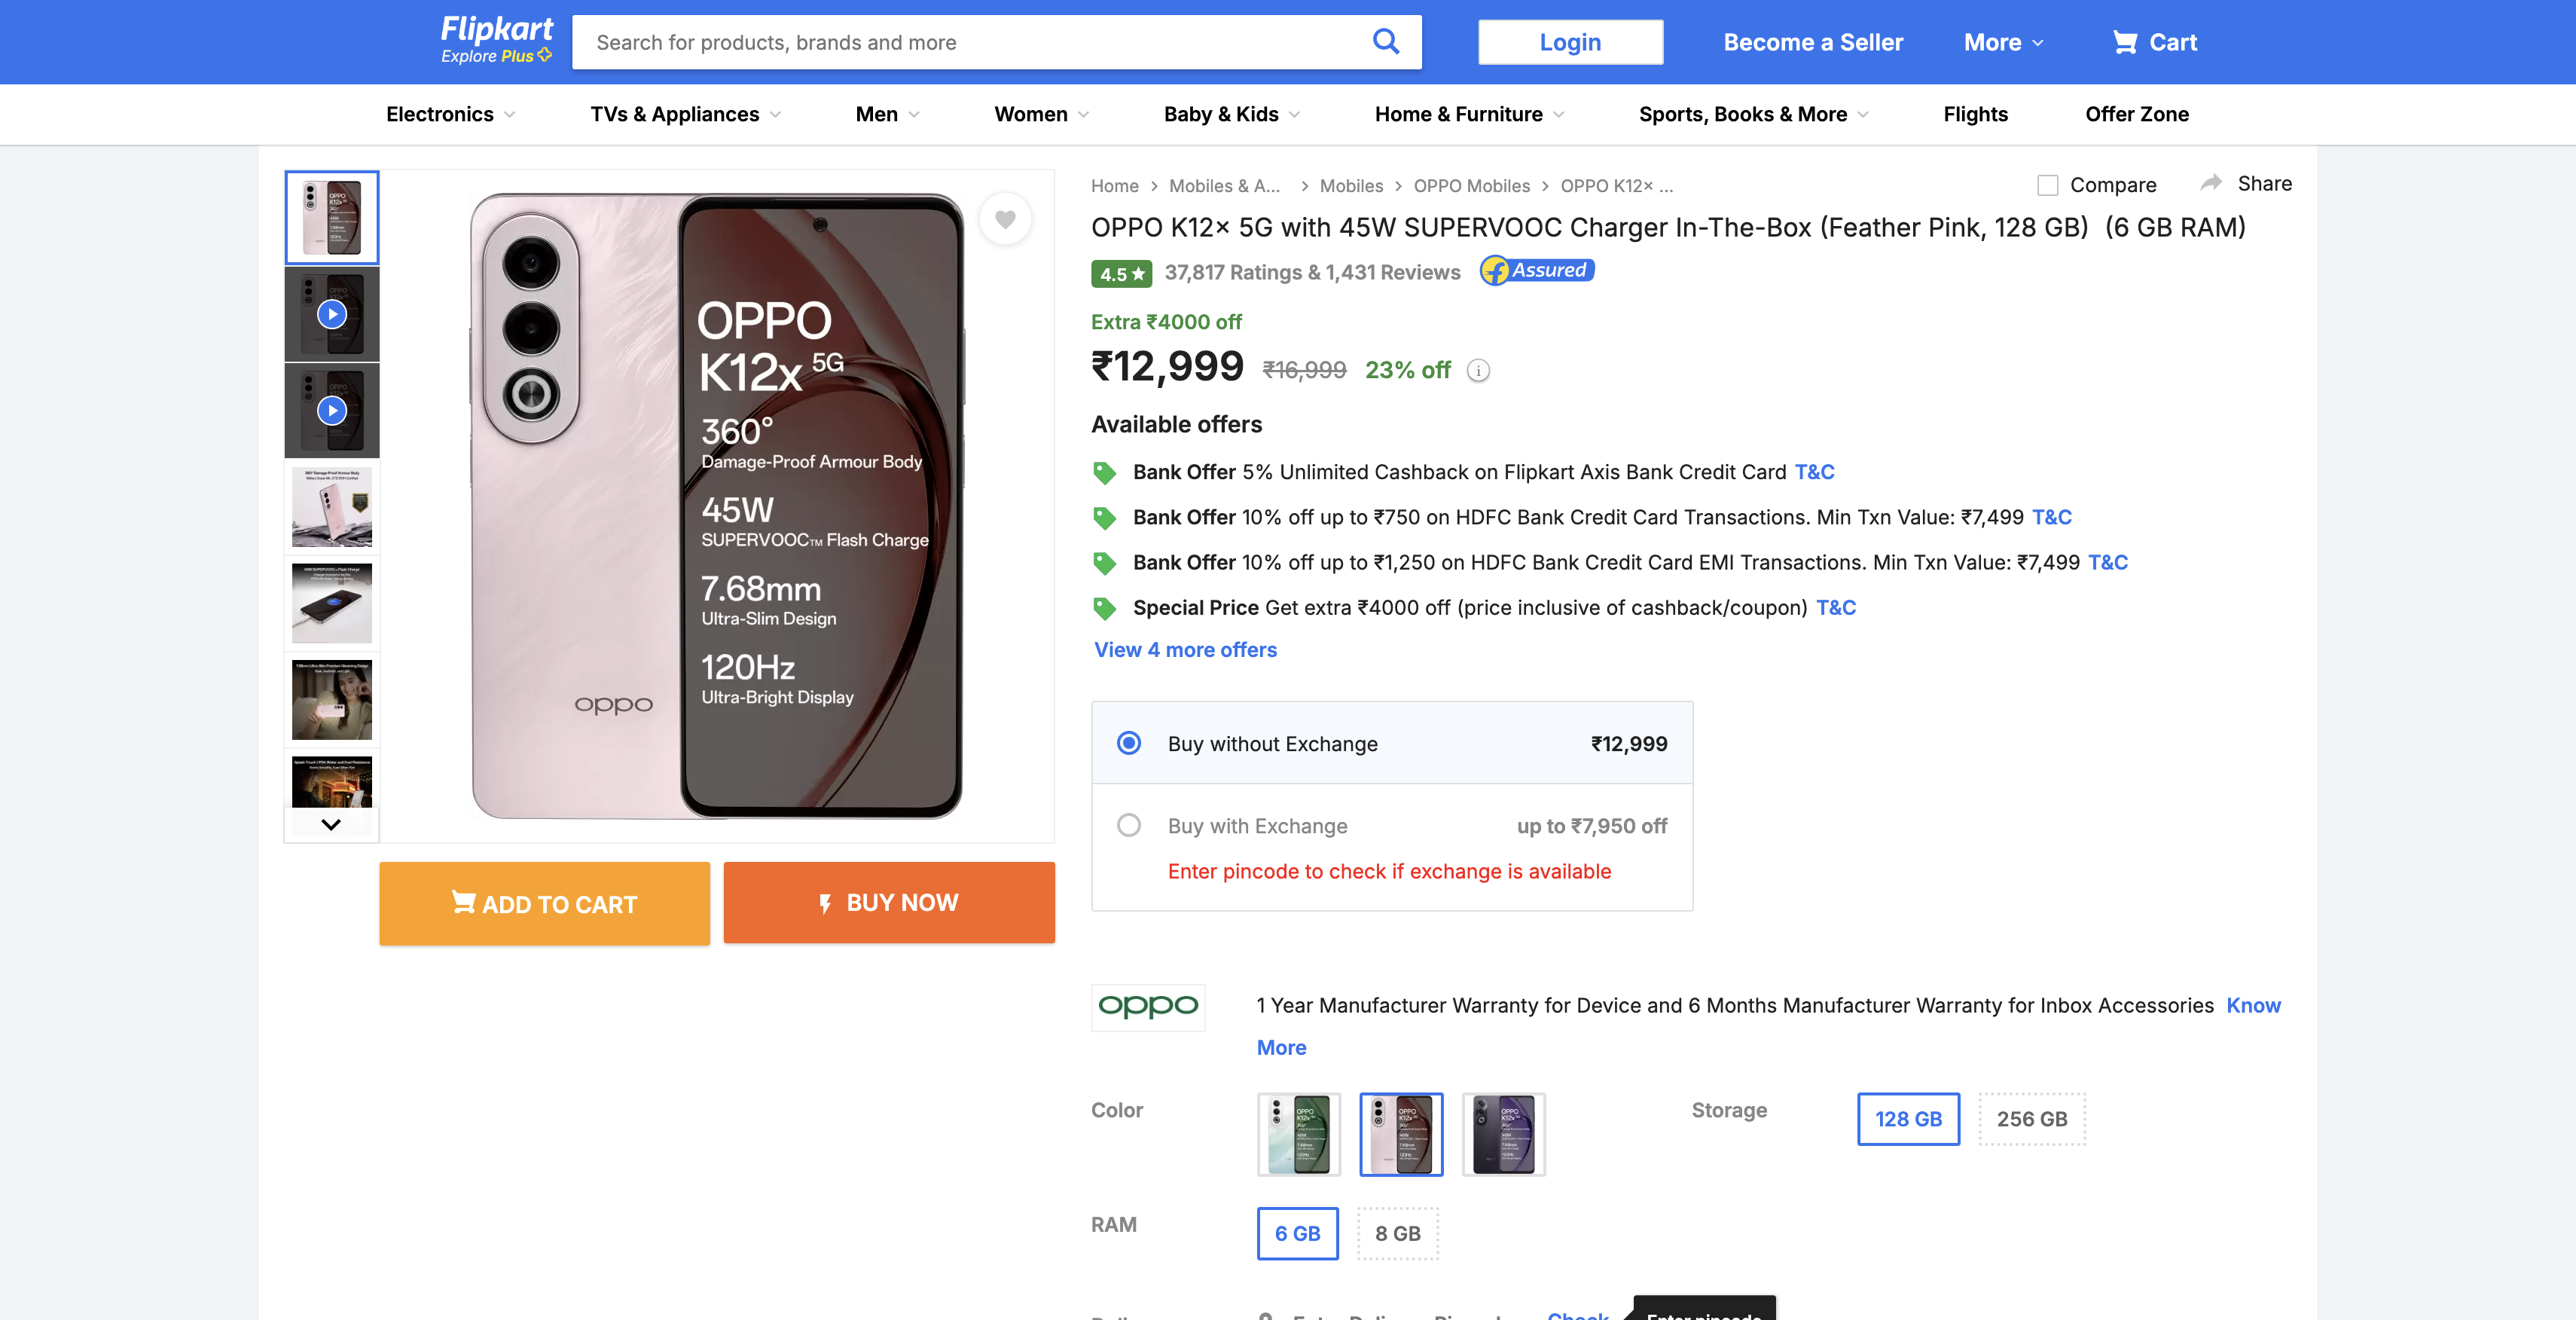 Flipkart
Explore Plus
Search for products, brands and more
Login
Become a Seller
More
Cart
Electronics
TVs & Appliances
Men
Women
Baby & Kids
Home & Furniture
Sports, Books & More
Flights
Offer Zone
OPPO
K12x 5G
360°
Damage-Proof Armour Body
45W
SUPERVOOC™ Flash Charge
7.68mm
Ultra-Slim Design
120Hz
Ultra-Bright Display
oppo
ADD TO CART
BUY NOW
Home
Mobiles & A...
Mobiles
OPPO Mobiles
OPPO K12x ...
Compare
Share
OPPO K12x 5G with 45W SUPERVOOC Charger In-The-Box (Feather Pink, 128 GB) (6 GB RAM)
4.5 ★ 37,817 Ratings & 1,431 Reviews Assured
Extra ₹4000 off
₹12,999 ₹16,999 23% off
Available offers
Bank Offer 5% Unlimited Cashback on Flipkart Axis Bank Credit Card T&C
Bank Offer 10% off up to ₹750 on HDFC Bank Credit Card Transactions. Min Txn Value: ₹7,499 T&C
Bank Offer 10% off up to ₹1,250 on HDFC Bank Credit Card EMI Transactions. Min Txn Value: ₹7,499 T&C
Special Price Get extra ₹4000 off (price inclusive of cashback/coupon) T&C
View 4 more offers
Buy without Exchange ₹12,999
Buy with Exchange up to ₹7,950 off
Enter pincode to check if exchange is available
oppo
1 Year Manufacturer Warranty for Device and 6 Months Manufacturer Warranty for Inbox Accessories Know
More
Color
Storage
128 GB
256 GB
RAM
6 GB
8 GB
Check
Enter pincode